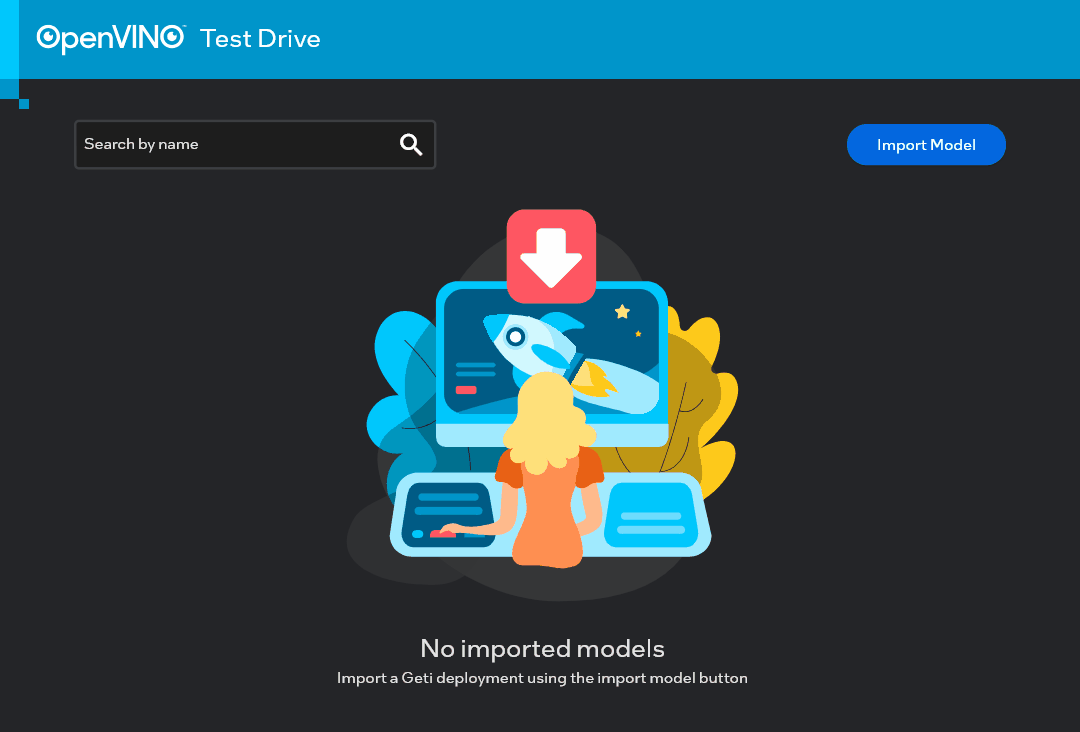 OpenVINO™ Test Drive
Search by name
Import Model
No imported models
Import a Geti deployment using the import model button